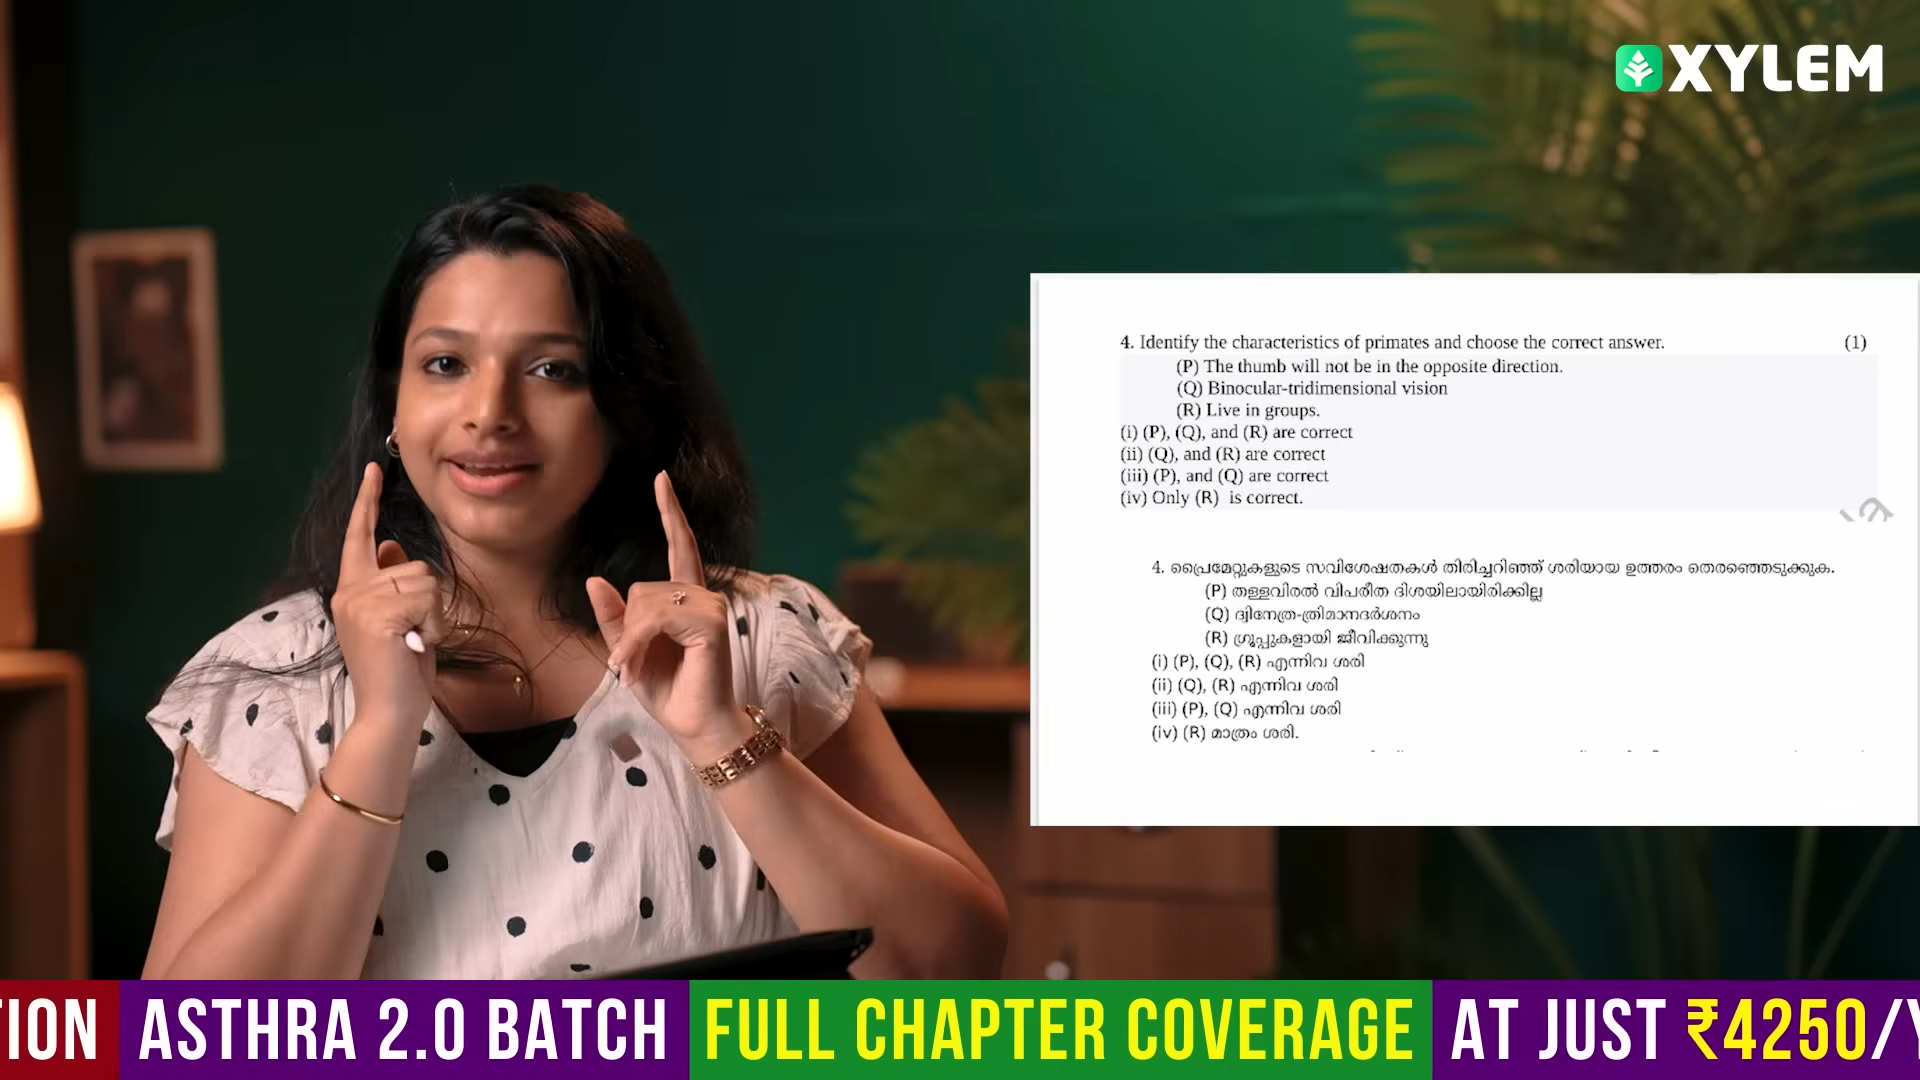 XYLEM
4. Identify the characteristics of primates and choose the correct answer. (1)
(P) The thumb will not be in the opposite direction.
(Q) Binocular-tridimensional vision
(R) Live in groups.
(i) (P), (Q), and (R) are correct
(ii) (Q), and (R) are correct
(iii) (P), and (Q) are correct
(iv) Only (R) is correct.
4. പ്രൈമേറ്റുകളുടെ സവിശേഷതകൾ തിരിച്ചറിഞ്ഞ് ശരിയായ ഉത്തരം തെരഞ്ഞെടുക്കുക.
(P) തള്ളവിരൽ വിപരീത ദിശയിലായിരിക്കില്ല
(Q) ദ്വിനേത്ര-ത്രിമാനദർശനം
(R) ഗ്രൂപ്പുകളായി ജീവിക്കുന്നു
(i) (P), (Q), (R) എന്നിവ ശരി
(ii) (Q), (R) എന്നിവ ശരി
(iii) (P), (Q) എന്നിവ ശരി
(iv) (R) മാത്രം ശരി.
TION ASTHRA 2.0 BATCH FULL CHAPTER COVERAGE AT JUST ₹4250/Y